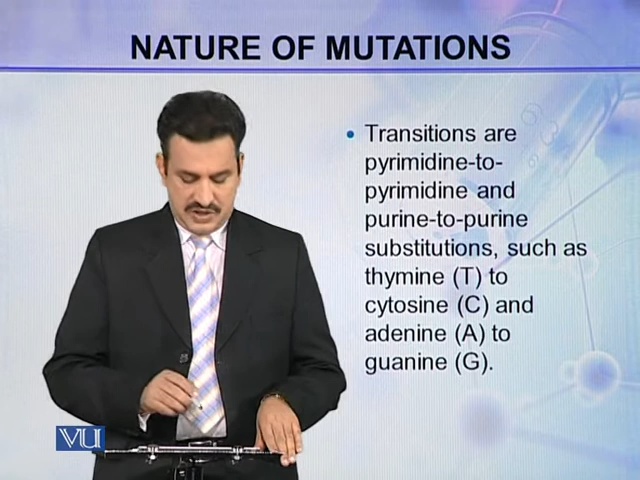 NATURE OF MUTATIONS
• Transitions are
pyrimidine-to-
pyrimidine and
purine-to-purine
substitutions, such as
thymine (T) to
cytosine (C) and
adenine (A) to
guanine (G).
VU